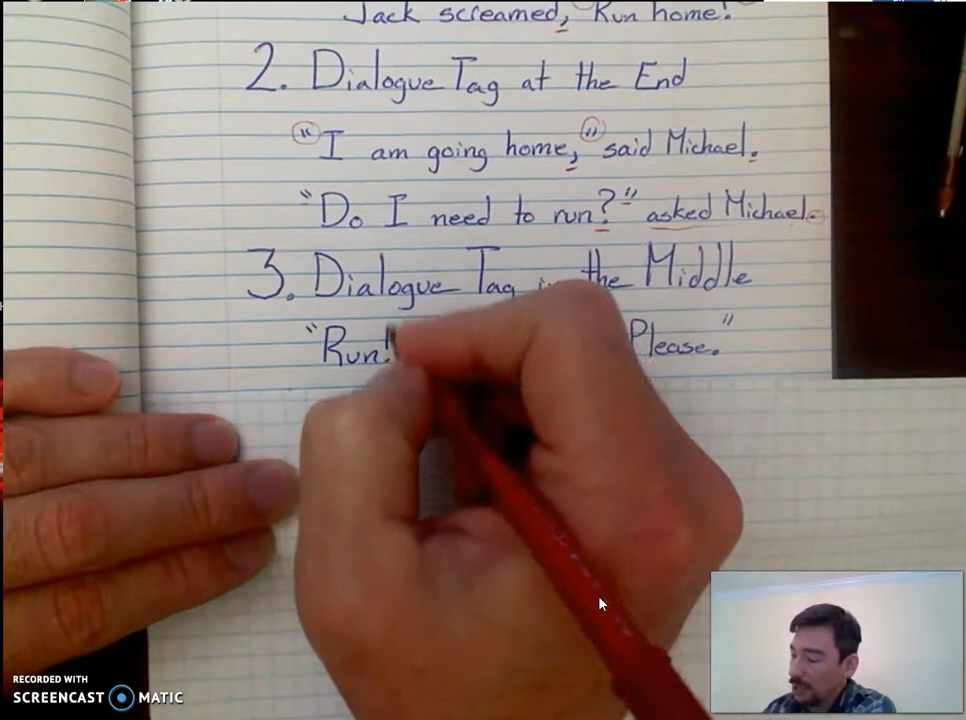 Jack screamed, Run home!
2. Dialogue Tag at the End
"I am going home," said Michael.
"Do I need to run?" asked Michael.
3. Dialogue Tag in the Middle
"Run! Please."
RECORDED WITH
SCREENCAST MATIC